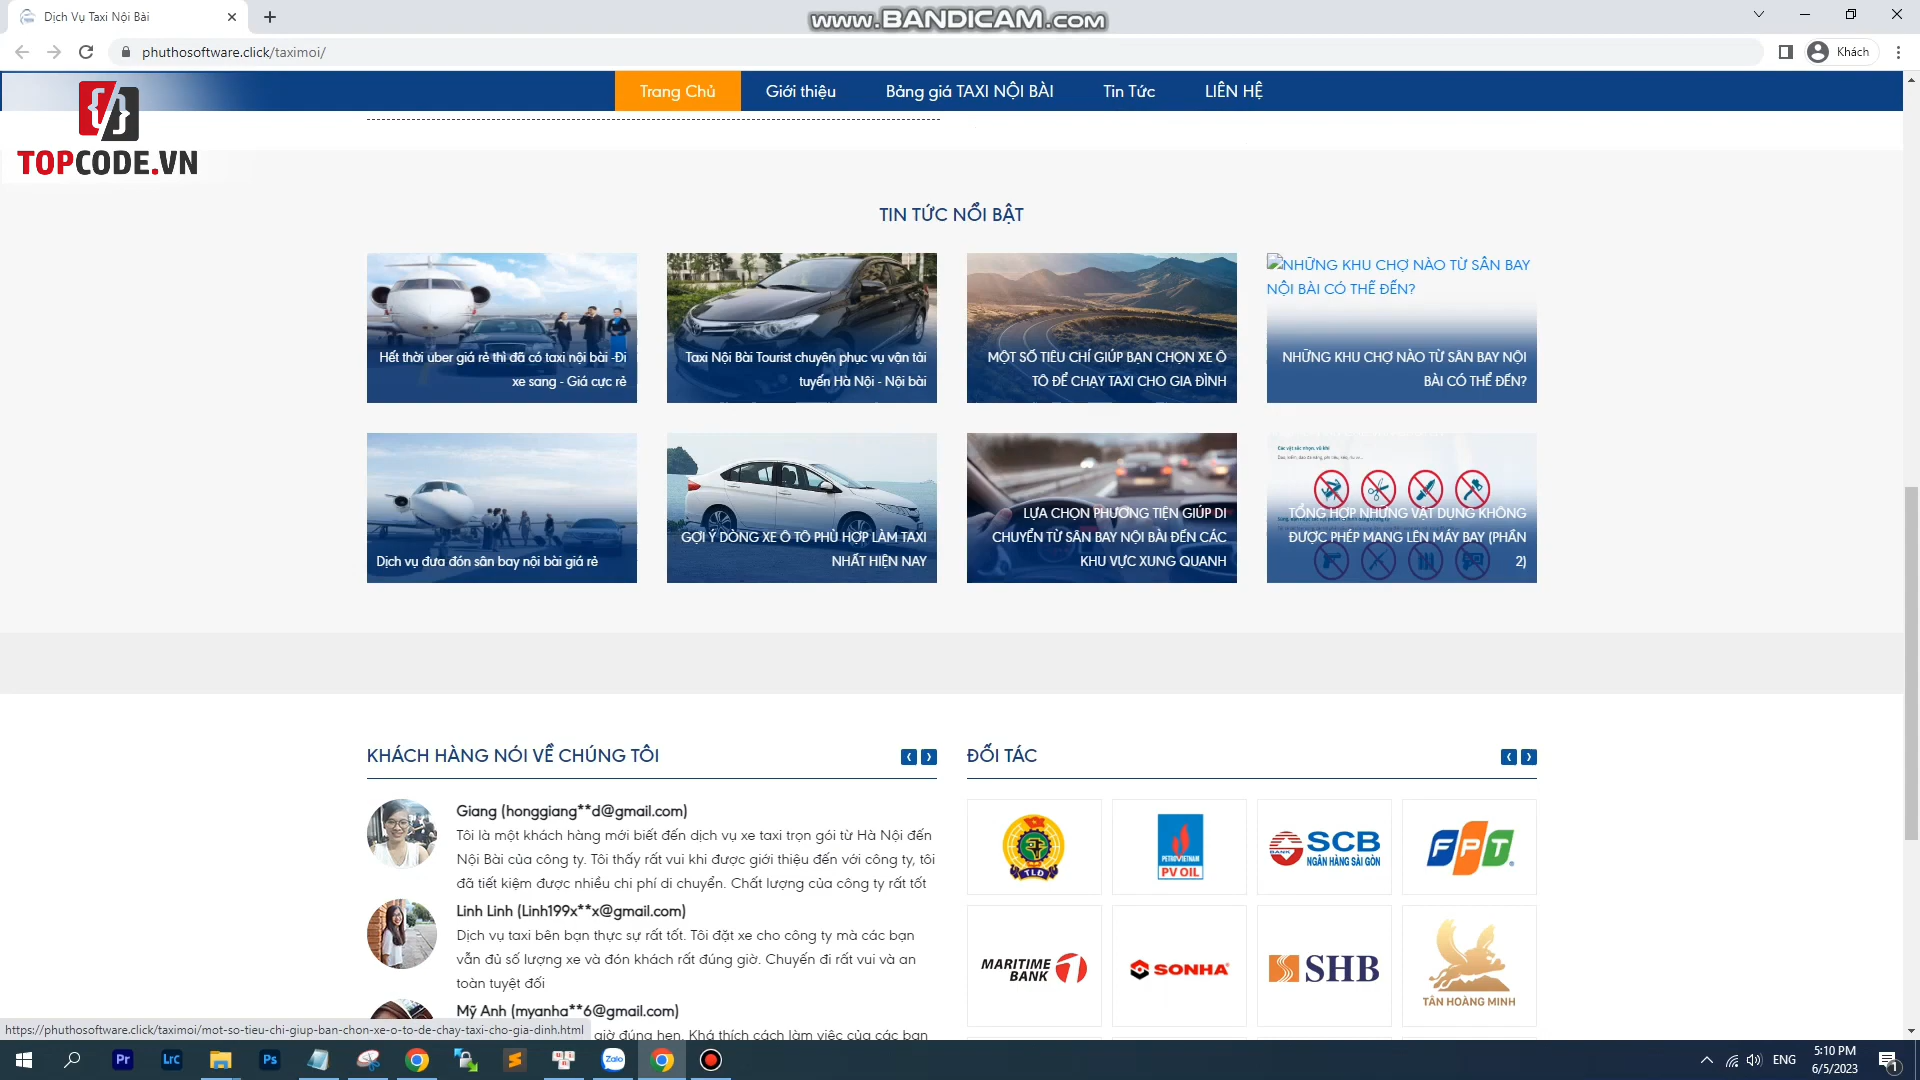 Dịch Vụ Taxi Nội Bài
www.BANDICAM.com
phuthosoftware.click/taximoi/
Khách
TOPCODE.VN
Trang Chủ
Giới thiệu
Bảng giá TAXI NỘI BÀI
Tin Tức
LIÊN HỆ
TIN TỨC NỔI BẬT
Hết thời uber giá rẻ thì đã có taxi nội bài -Đi
xe sang - Giá cực rẻ
Taxi Nội Bài Tourist chuyên phục vụ vận tải
tuyến Hà Nội - Nội bài
MỘT SỐ TIÊU CHÍ GIÚP BẠN CHỌN XE Ô
TÔ ĐỂ CHẠY TAXI CHO GIA ĐÌNH
NHỮNG KHU CHỢ NÀO TỪ SÂN BAY
NỘI BÀI CÓ THỂ ĐẾN?
NHỮNG KHU CHỢ NÀO TỪ SÂN BAY NỘI
BÀI CÓ THỂ ĐẾN?
Dịch vụ đưa đón sân bay nội bài giá rẻ
GỢI Ý DÒNG XE Ô TÔ PHÙ HỢP LÀM TAXI
NHẤT HIỆN NAY
LỰA CHỌN PHƯƠNG TIỆN GIÚP DI
CHUYỂN TỪ SÂN BAY NỘI BÀI ĐẾN CÁC
KHU VỰC XUNG QUANH
Các vật sắc nhọn, vũ khí
TỔNG HỢP NHỮNG VẬT DỤNG KHÔNG
ĐƯỢC PHÉP MANG LÊN MÁY BAY (PHẦN
2)
KHÁCH HÀNG NÓI VỀ CHÚNG TÔI
Giang (honggiang**d@gmail.com)
Tôi là một khách hàng mới biết đến dịch vụ xe taxi trọn gói từ Hà Nội đến
Nội Bài của công ty. Tôi thấy rất vui khi được giới thiệu đến với công ty, tôi
đã tiết kiệm được nhiều chi phí di chuyển. Chất lượng của công ty rất tốt
Linh Linh (Linh199x**x@gmail.com)
Dịch vụ taxi bên bạn thực sự rất tốt. Tôi đặt xe cho công ty mà các bạn
vẫn đủ số lượng xe và đón khách rất đúng giờ. Chuyến đi rất vui và an
toàn tuyệt đối
Mỹ Anh (myanha**6@gmail.com)
giờ đúng hẹn. Khá thích cách làm việc của các bạn
ĐỐI TÁC
TLĐ
PETROVIETNAM
PV OIL
BANK
SCB
NGÂN HÀNG SÀI GÒN
FPT
MARITIME
BANK
SONHA
SHB
TÂN HOÀNG MINH
https://phuthosoftware.click/taximoi/mot-so-tieu-chi-giup-ban-chon-xe-o-to-de-chay-taxi-cho-gia-dinh.html
Pr
Lrc
Ps
Zalo
ENG
5:10 PM
6/5/2023
1